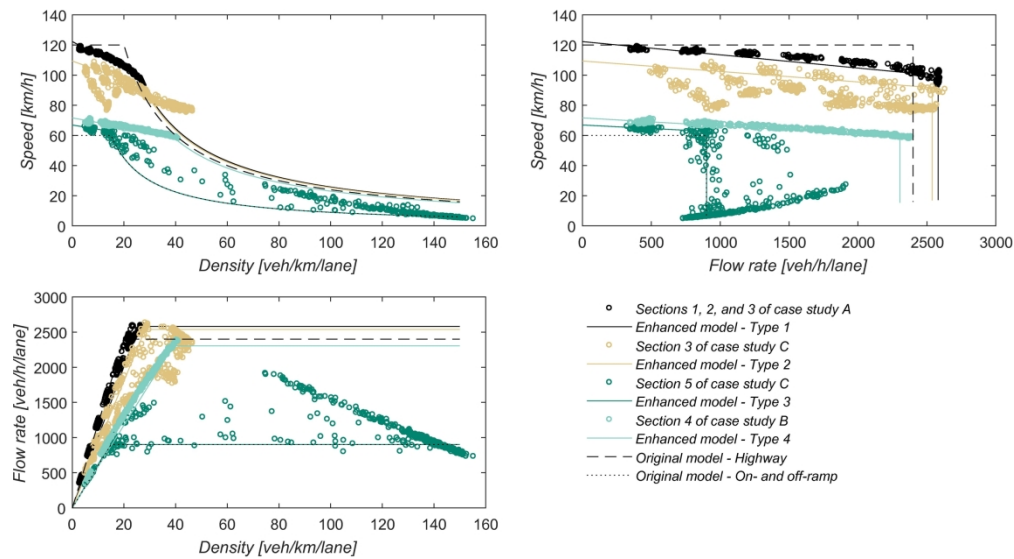 140
120
100
80
60
40
20
0
Speed [km/h]
0 20 40 60 80 100 120 140 160
Density [veh/km/lane]
140
120
100
80
60
40
20
0
Speed [km/h]
0 500 1000 1500 2000 2500 3000
Flow rate [veh/h/lane]
3000
2500
2000
1500
1000
500
0
Flow rate [veh/h/lane]
0 20 40 60 80 100 120 140 160
Density [veh/km/lane]
Sections 1, 2, and 3 of case study A
Enhanced model - Type 1
Section 3 of case study C
Enhanced model - Type 2
Section 5 of case study C
Enhanced model - Type 3
Section 4 of case study B
Enhanced model - Type 4
Original model - Highway
Original model - On- and off-ramp